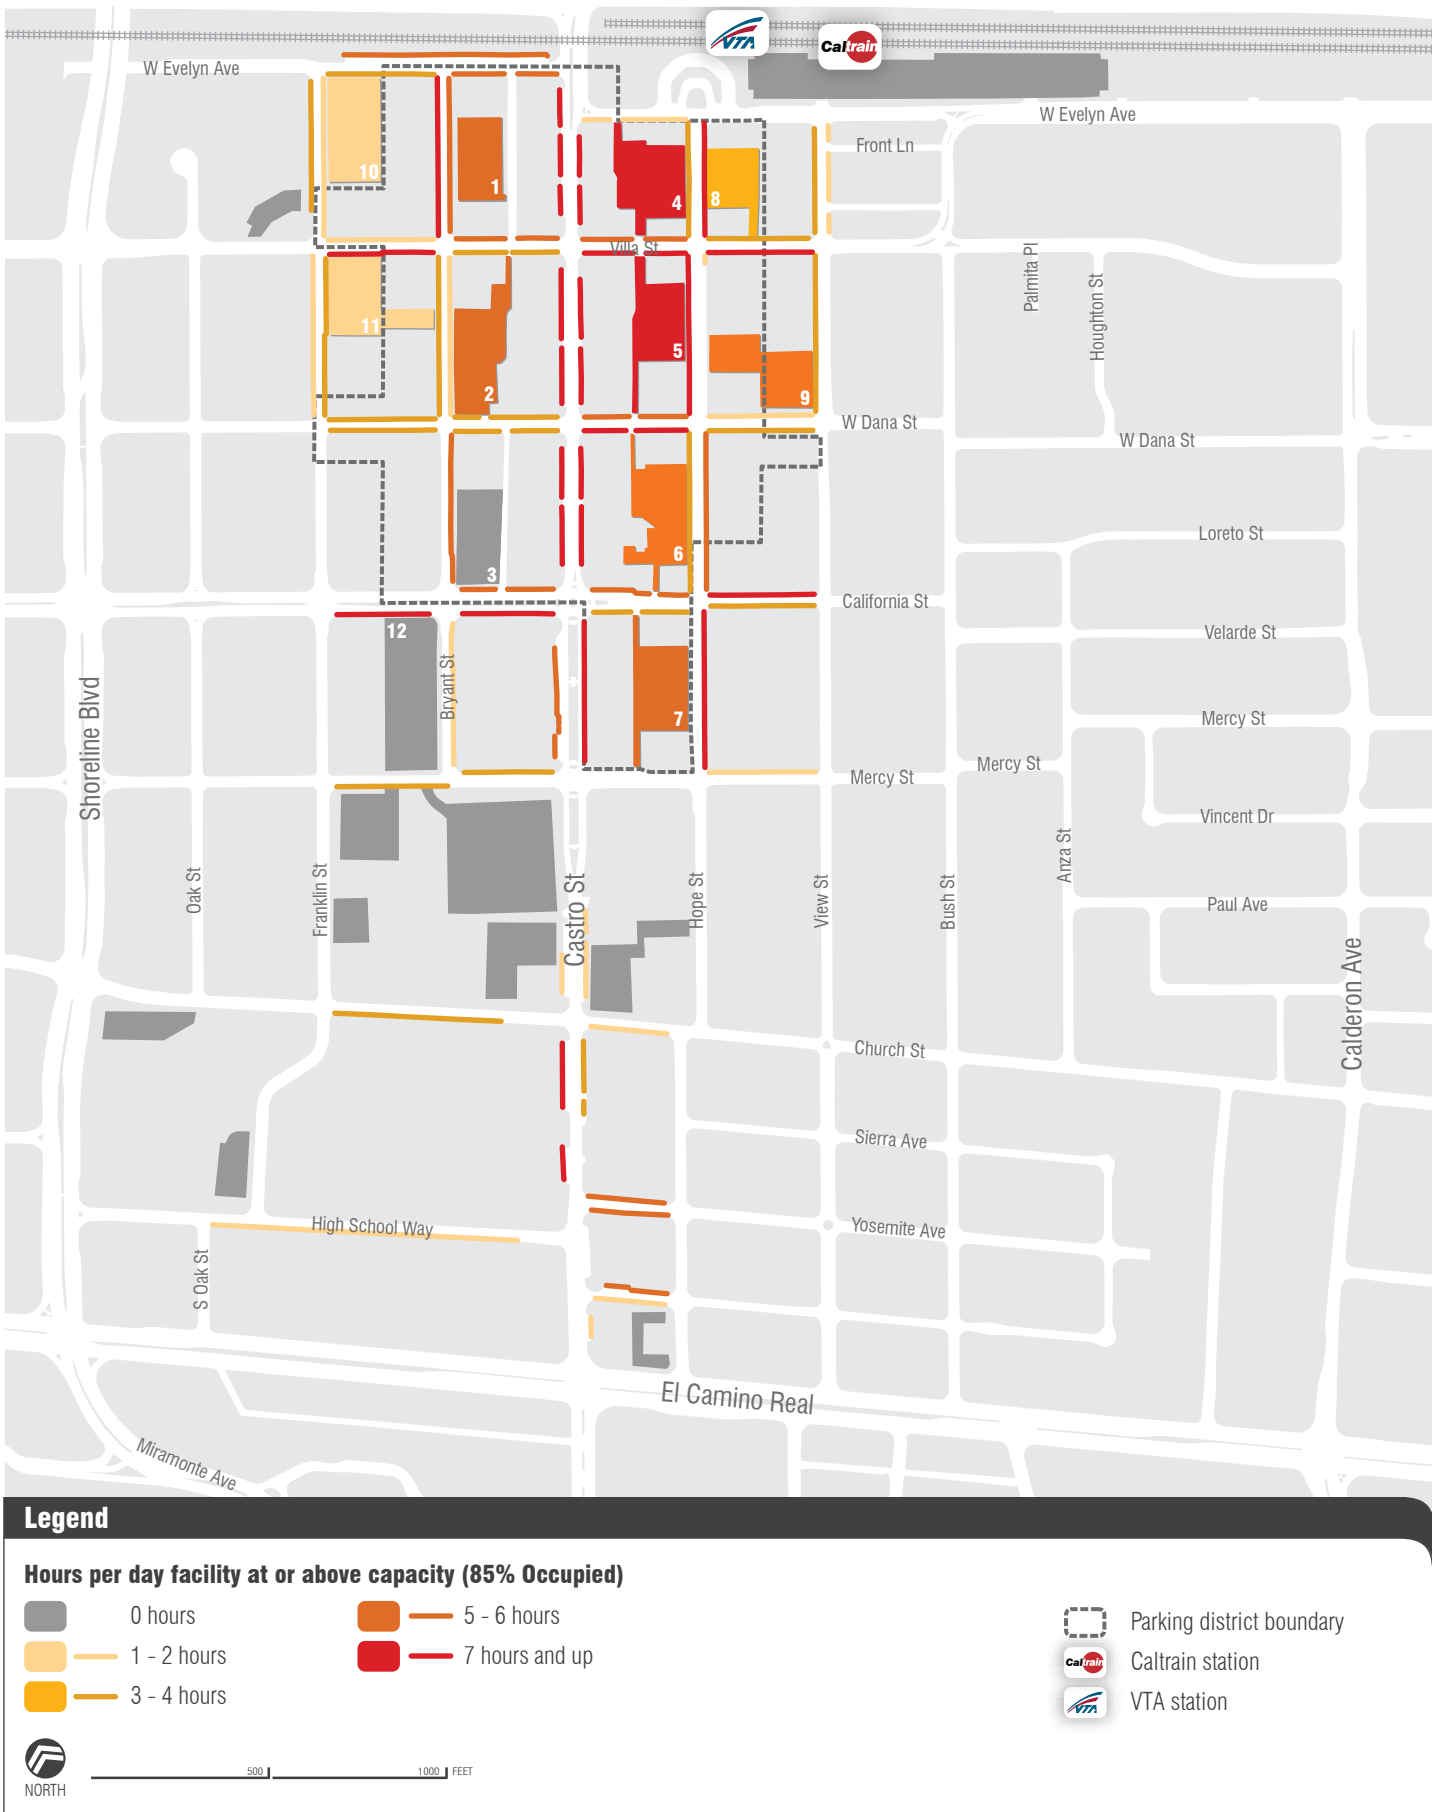 VTA
Caltrain
W Evelyn Ave
W Evelyn Ave
Front Ln
10
1
4
8
Villa St
Palmita Pl
Houghton St
11
5
2
9
W Dana St
W Dana St
Loreto St
6
3
California St
12
Velarde St
Bryant St
Shoreline Blvd
7
Mercy St
Mercy St
Mercy St
Vincent Dr
Anza St
Oak St
Franklin St
Castro St
Hope St
View St
Bush St
Paul Ave
Calderon Ave
Church St
Sierra Ave
High School Way
Yosemite Ave
S Oak St
El Camino Real
Miramonte Ave
Legend
Hours per day facility at or above capacity (85% Occupied)
0 hours
1 - 2 hours
3 - 4 hours
5 - 6 hours
7 hours and up
Parking district boundary
Caltrain
Caltrain station
VTA
VTA station
NORTH
500
1000 FEET